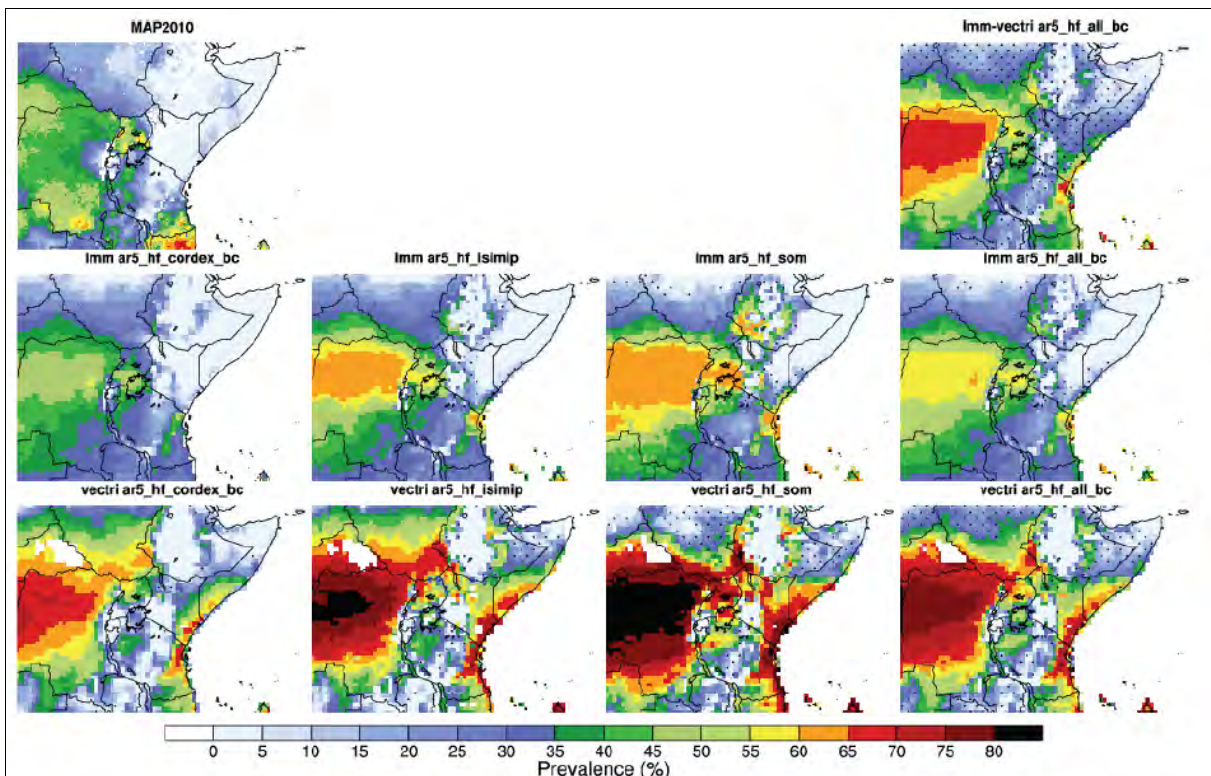 MAP2010
lmm-vectri ar5_hf_all_bc
lmm ar5_hf_cordex_bc
lmm ar5_hf_isimip
lmm ar5_hf_som
lmm ar5_hf_all_bc
vectri ar5_hf_cordex_bc
vectri ar5_hf_isimip
vectri ar5_hf_som
vectri ar5_hf_all_bc
0 5 10 15 20 25 30 35 40 45 50 55 60 65 70 75 80
Prevalence (%)